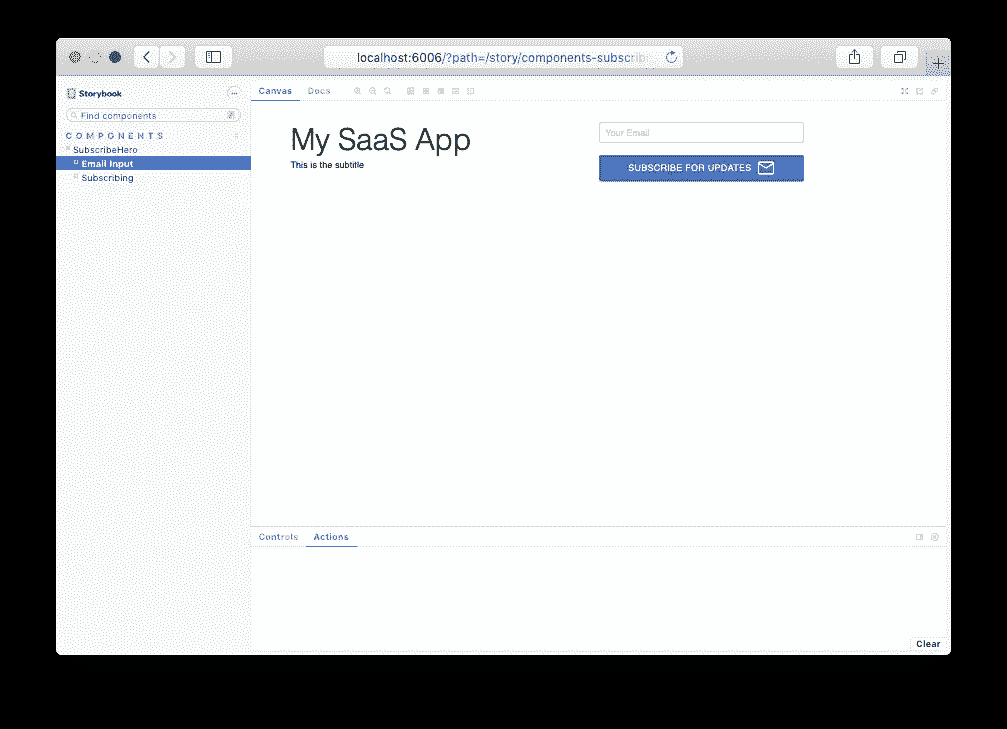 localhost:6006/?path=/story/components-subscrib
Storybook
Canvas Docs
Find components /
COMPONENTS
SubscribeHero
Email Input
Subscribing
My SaaS App
This is the subtitle
Your Email
SUBSCRIBE FOR UPDATES
Controls Actions
Clear